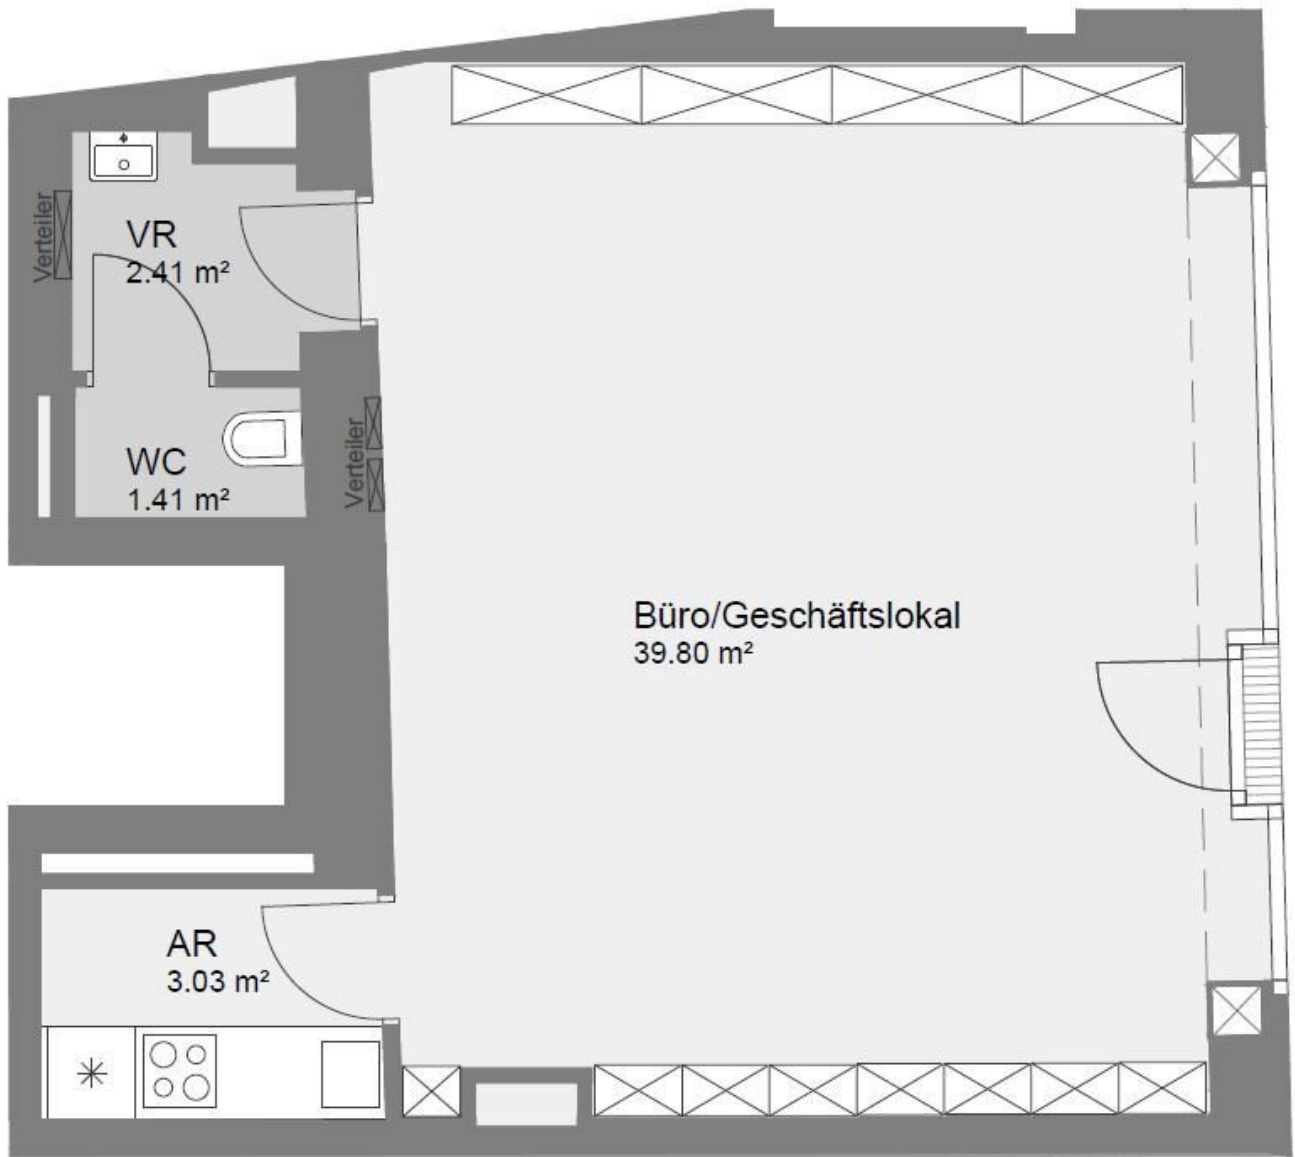 Verteiler
VR
2.41 m²
Verteiler
WC
1.41 m²
Büro/Geschäftslokal
39.80 m²
AR
3.03 m²